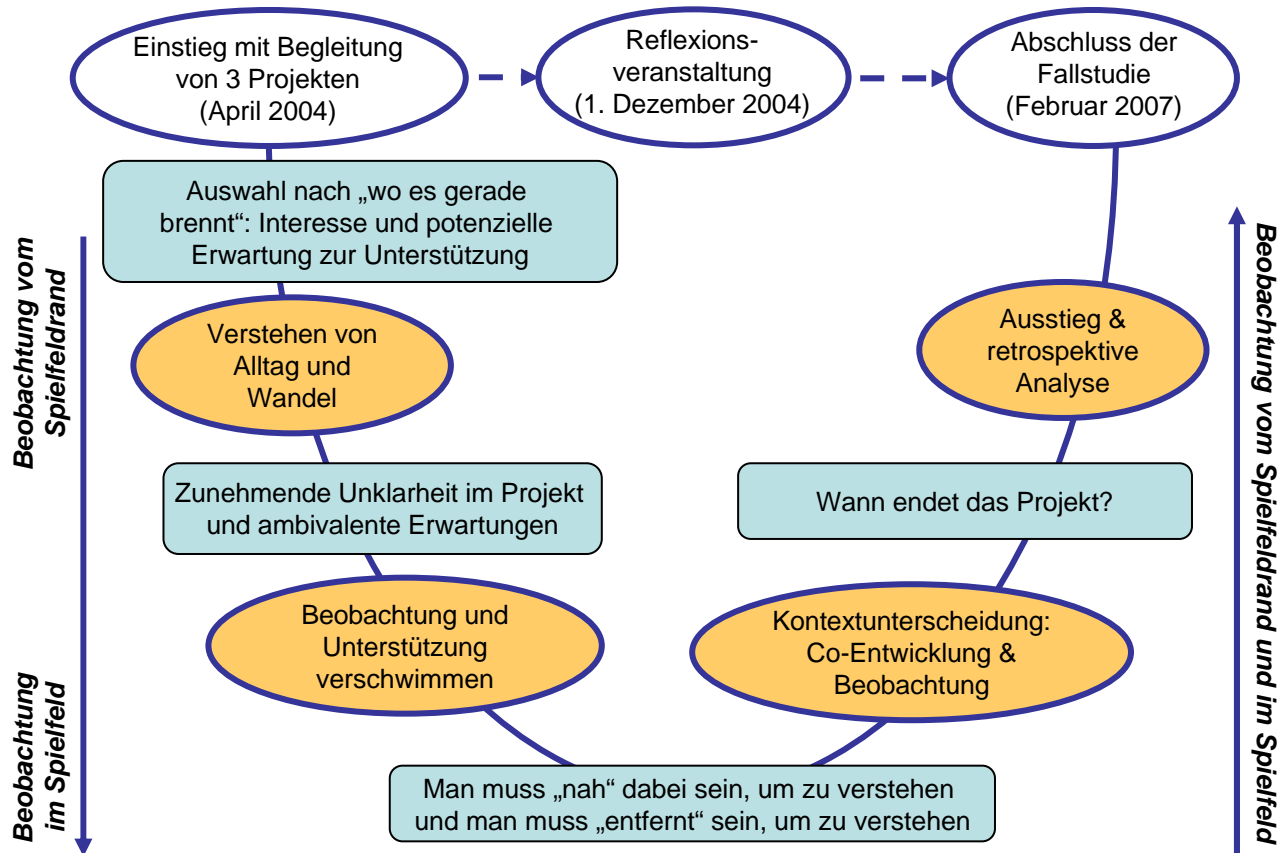 Einstieg mit Begleitung
von 3 Projekten
(April 2004)
Reflexions-
veranstaltung
(1. Dezember 2004)
Abschluss der
Fallstudie
(Februar 2007)
Auswahl nach „wo es gerade
brennt“: Interesse und potenzielle
Erwartung zur Unterstützung
Beobachtung vom
Spielfeldrand
Verstehen von
Alltag und
Wandel
Ausstieg &
retrospektive
Analyse
Beobachtung vom Spielfeldrand und im Spielfeld
Zunehmende Unklarheit im Projekt
und ambivalente Erwartungen
Wann endet das Projekt?
Beobachtung
im Spielfeld
Beobachtung und
Unterstützung
verschwimmen
Kontextunterscheidung:
Co-Entwicklung &
Beobachtung
Man muss „nah“ dabei sein, um zu verstehen
und man muss „entfernt“ sein, um zu verstehen